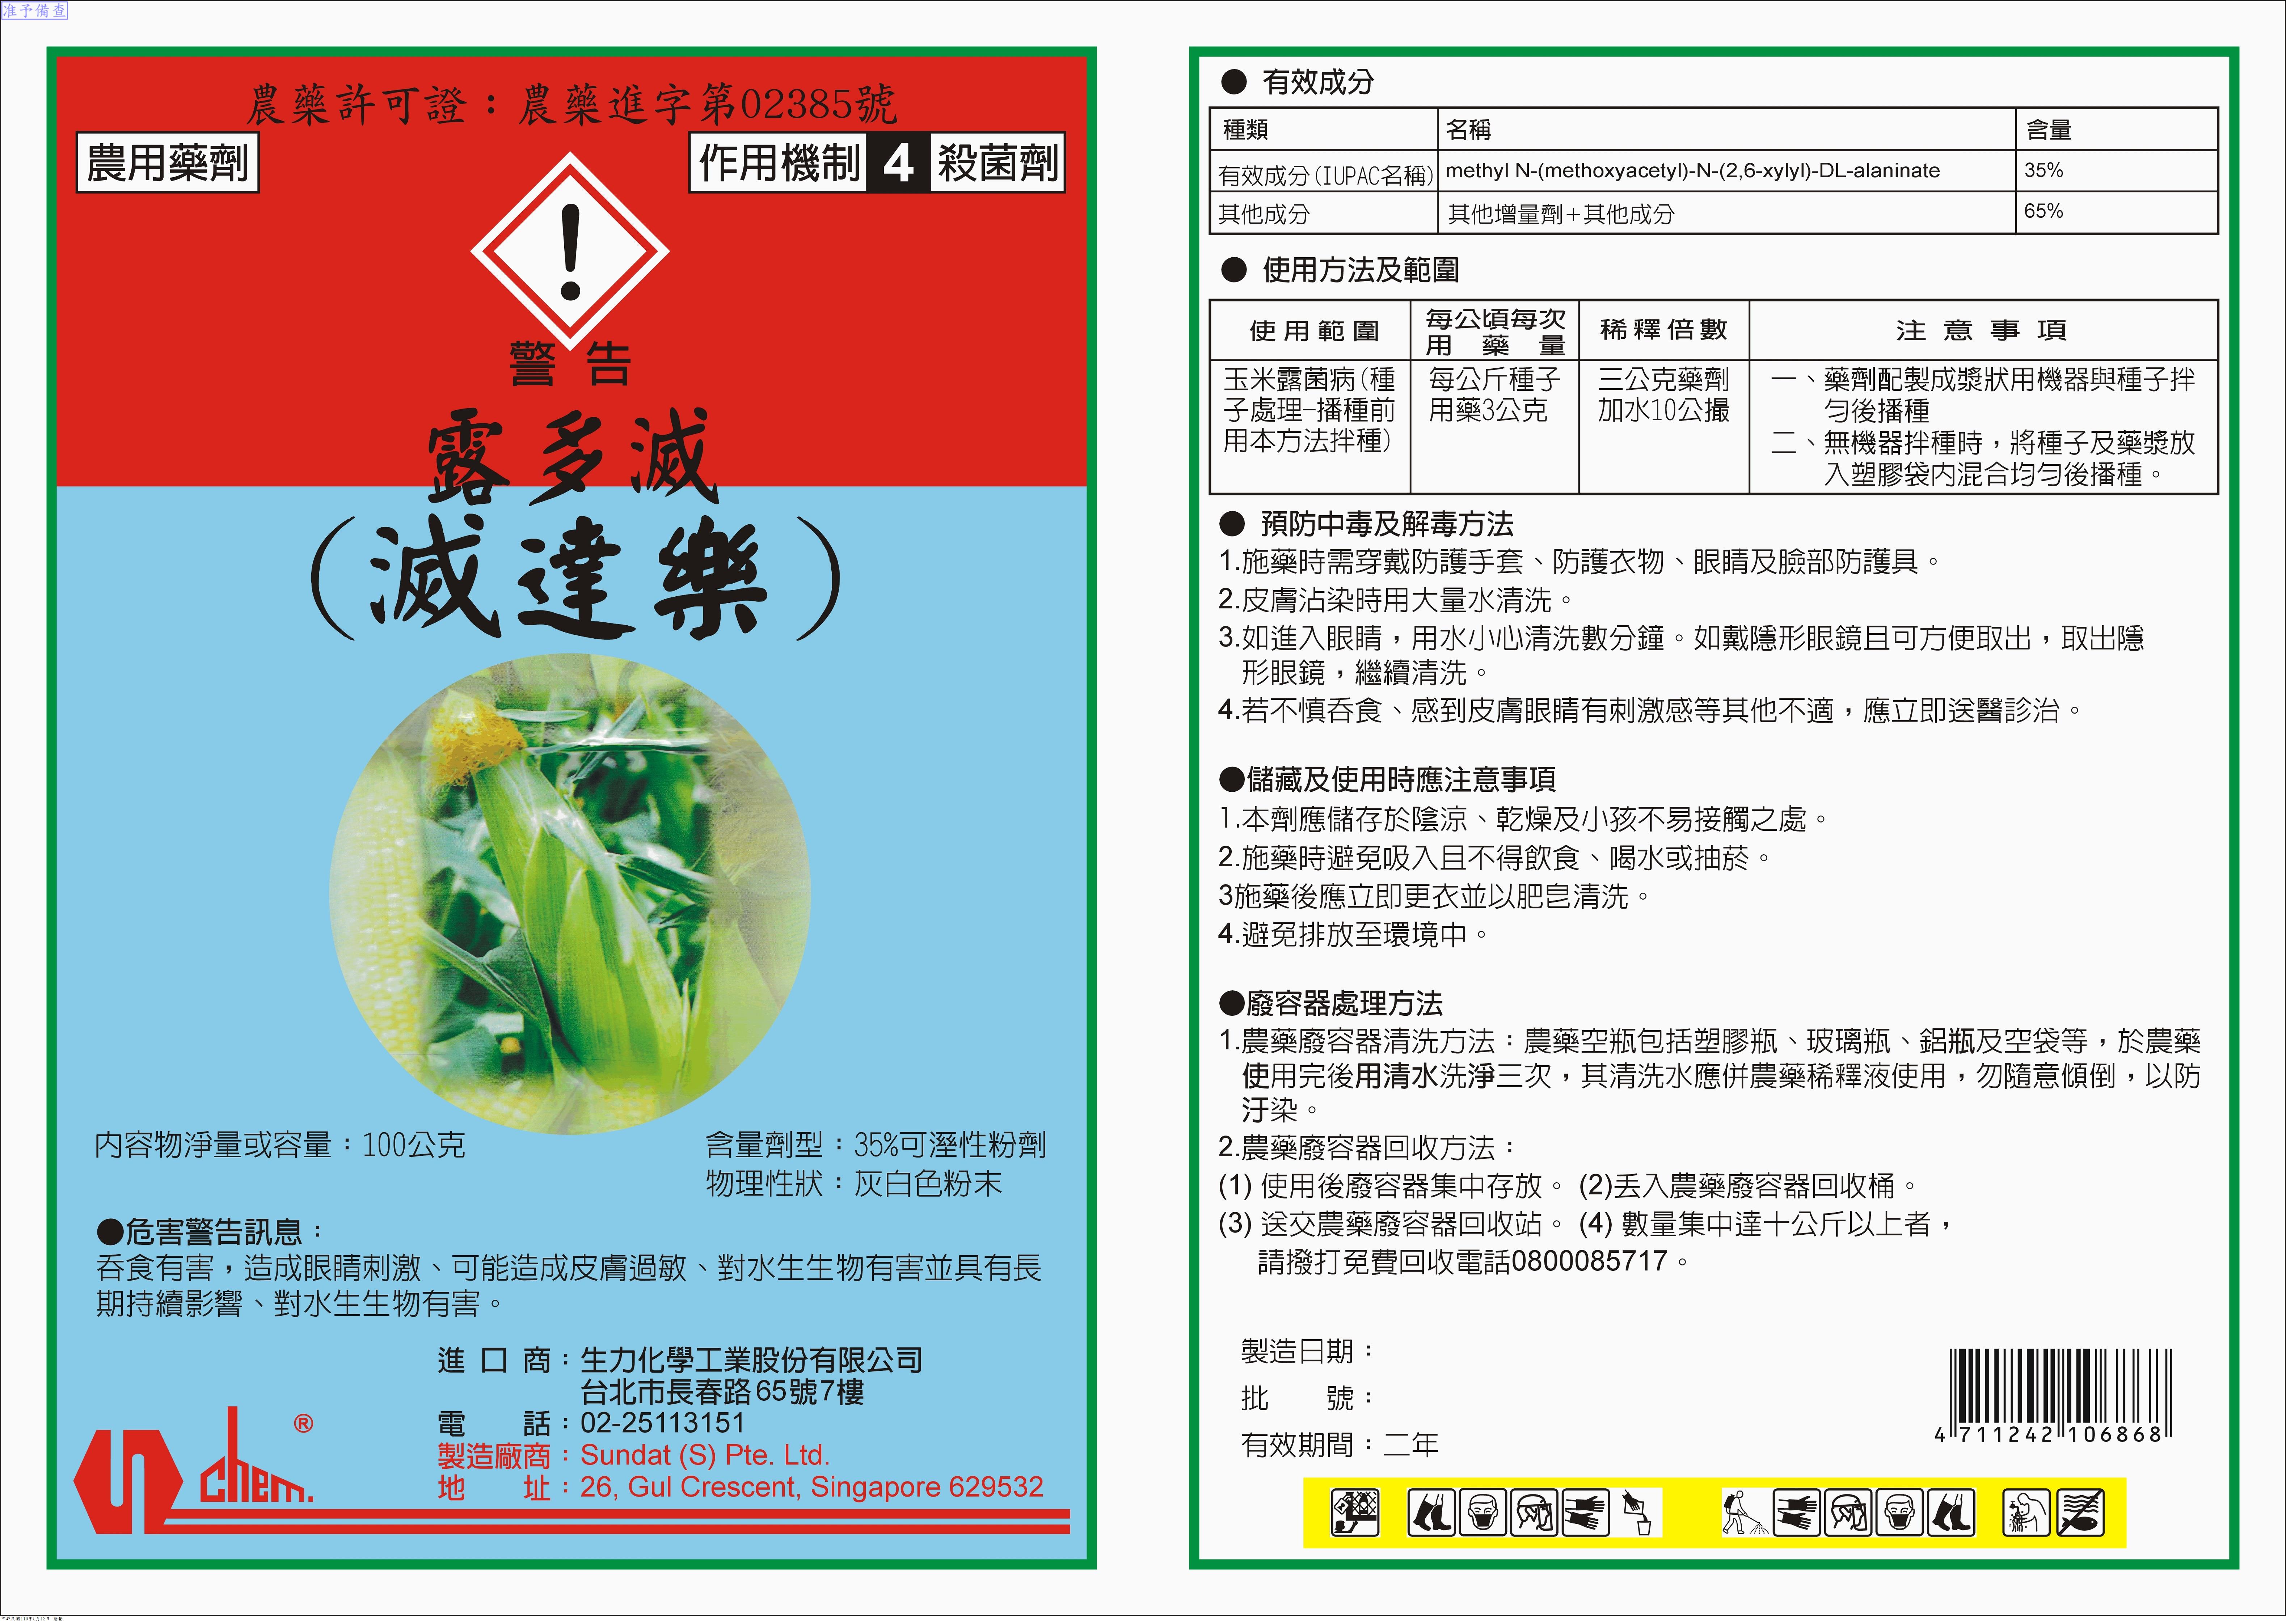 准予備查
農藥許可證：農藥進字第02385號
農用藥劑
作用機制 4 殺菌劑
警告
露多滅
(滅達樂)
內容物淨量或容量：100公克
含量劑型：35%可溼性粉劑
物理性狀：灰白色粉末
●危害警告訊息：
吞食有害，造成眼睛刺激、可能造成皮膚過敏、對水生生物有害並具有長
期持續影響、對水生生物有害。
進口商：生力化學工業股份有限公司
台北市長春路65號7樓
電話：02-25113151
製造廠商：Sundat (S) Pte. Ltd.
地址：26, Gul Crescent, Singapore 629532
chem. ®
● 有效成分
種類 名稱 含量
有效成分(IUPAC名稱) methyl N-(methoxyacetyl)-N-(2,6-xylyl)-DL-alaninate 35%
其他成分 其他增量劑+其他成分 65%
● 使用方法及範圍
使用範圍 每公頃每次用藥量 稀釋倍數 注意事項
玉米露菌病(種
子處理-播種前
用本方法拌種)
每公斤種子
用藥3公克
三公克藥劑
加水10公撮
一、藥劑配製成漿狀用機器與種子拌
勻後播種
二、無機器拌種時，將種子及藥漿放
入塑膠袋內混合均勻後播種。
● 預防中毒及解毒方法
1.施藥時需穿戴防護手套、防護衣物、眼睛及臉部防護具。
2.皮膚沾染時用大量水清洗。
3.如進入眼睛，用水小心清洗數分鐘。如戴隱形眼鏡且可方便取出，取出隱
形眼鏡，繼續清洗。
4.若不慎吞食、感到皮膚眼睛有刺激感等其他不適，應立即送醫診治。
●儲藏及使用時應注意事項
1.本劑應儲存於陰涼、乾燥及小孩不易接觸之處。
2.施藥時避免吸入且不得飲食、喝水或抽菸。
3施藥後應立即更衣並以肥皂清洗。
4.避免排放至環境中。
●廢容器處理方法
1.農藥廢容器清洗方法：農藥空瓶包括塑膠瓶、玻璃瓶、鋁瓶及空袋等，於農藥
使用完後用清水洗淨三次，其清洗水應併農藥稀釋液使用，勿隨意傾倒，以防
汙染。
2.農藥廢容器回收方法：
(1) 使用後廢容器集中存放。 (2)丟入農藥廢容器回收桶。
(3) 送交農藥廢容器回收站。 (4) 數量集中達十公斤以上者，
請撥打免費回收電話0800085717。
製造日期：
批號：
有效期間：二年
4 711242 106868